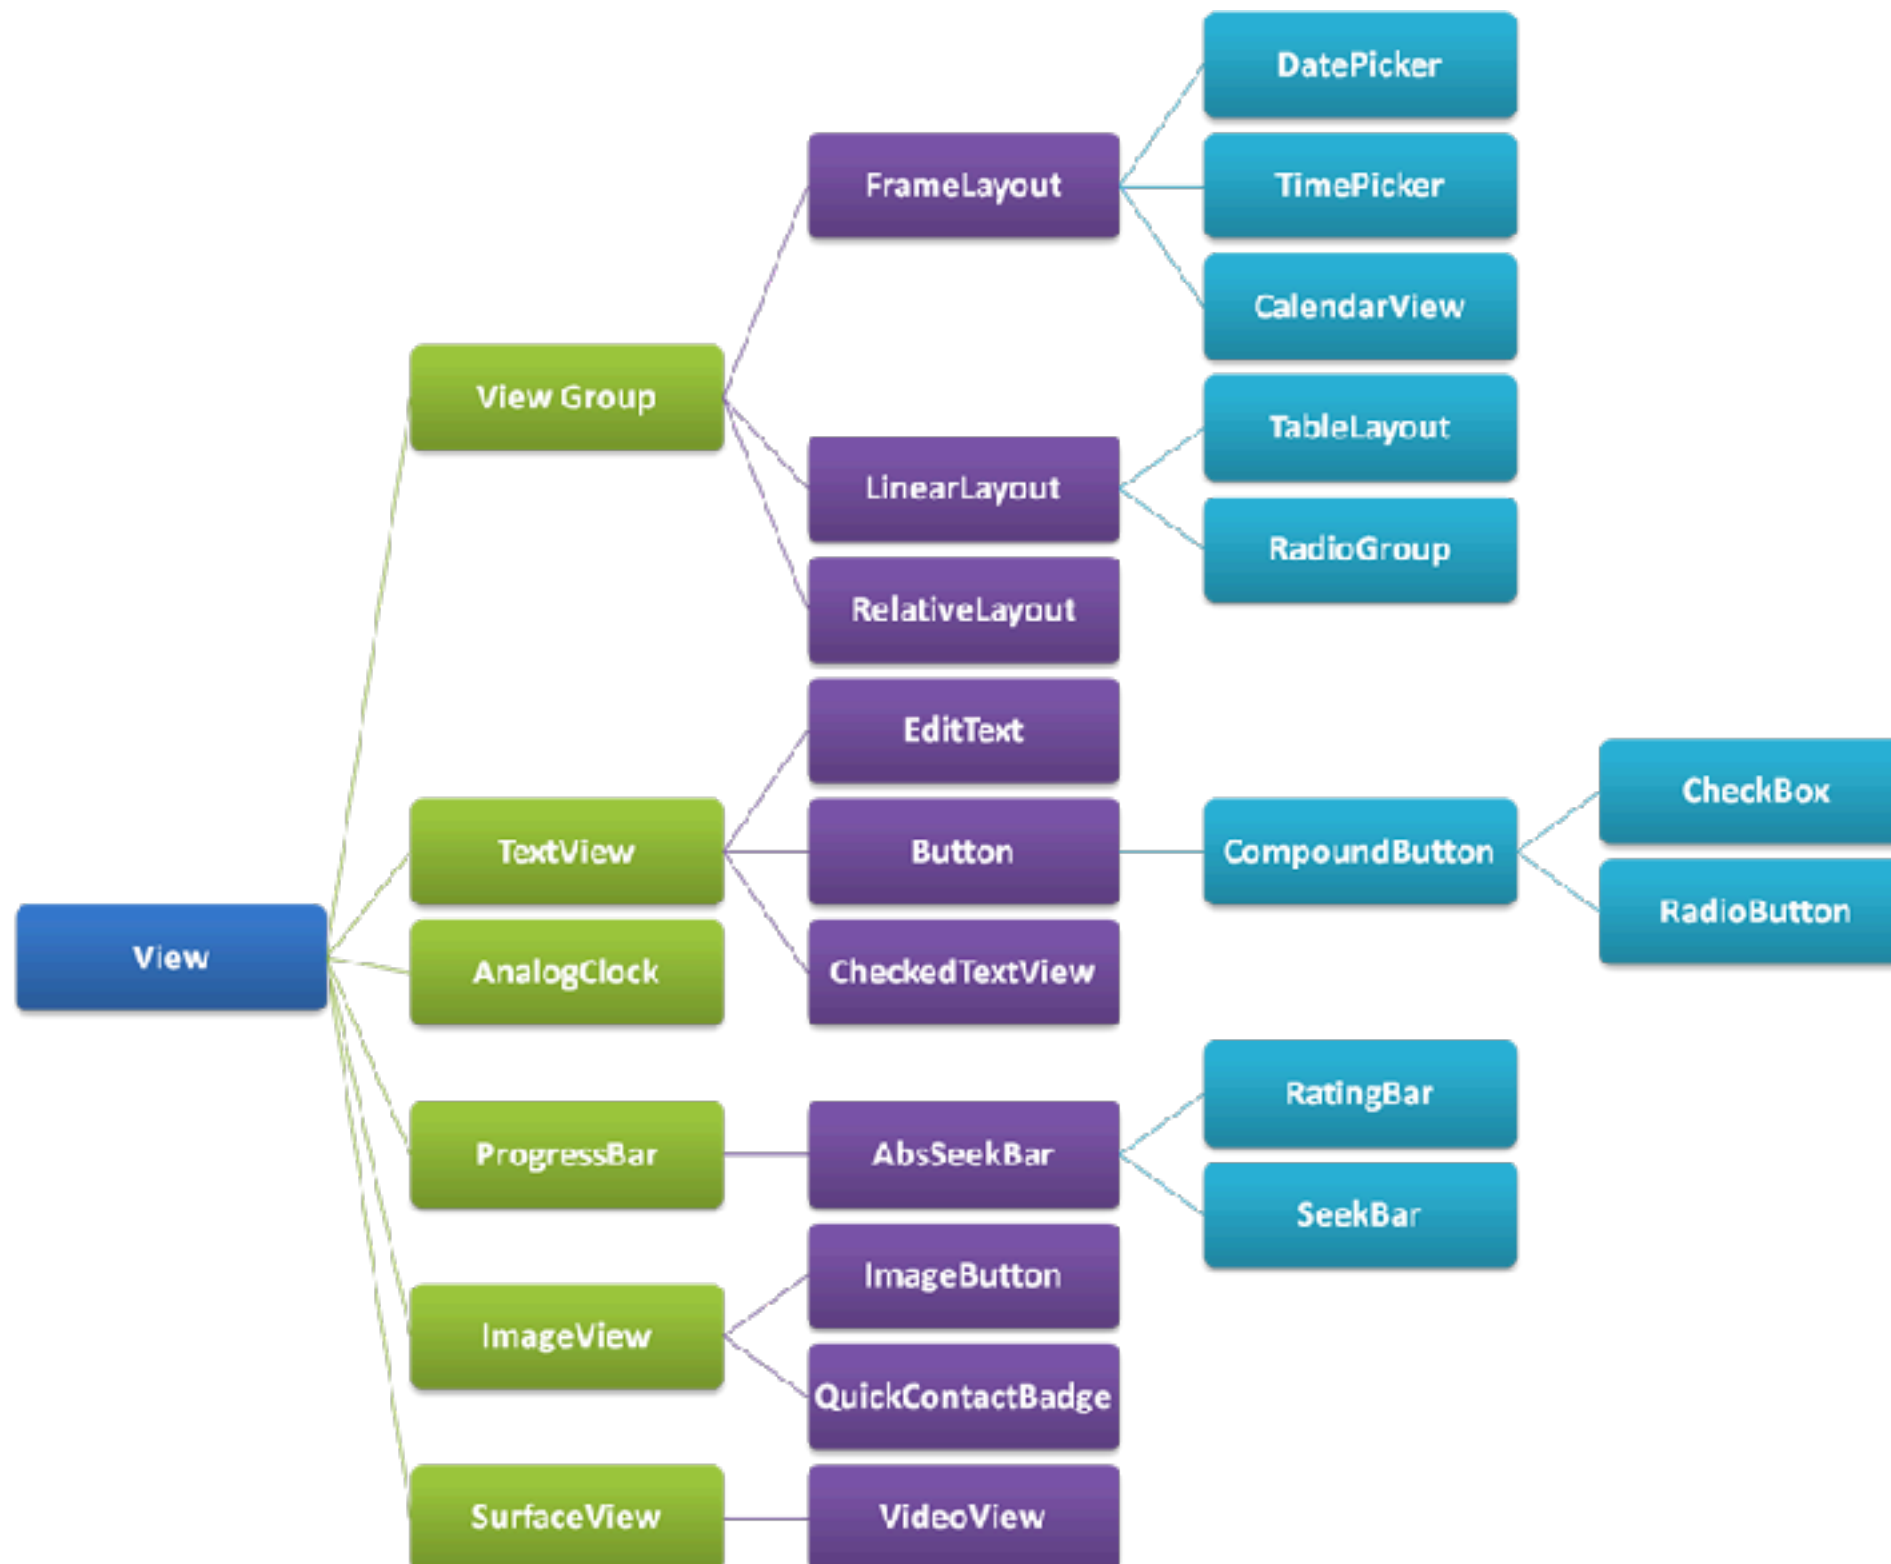 DatePicker
FrameLayout
TimePicker
CalendarView
View Group
TableLayout
LinearLayout
RadioGroup
RelativeLayout
EditText
CheckBox
TextView
Button
CompoundButton
RadioButton
View
AnalogClock
CheckedTextView
RatingBar
ProgressBar
AbsSeekBar
SeekBar
ImageButton
ImageView
QuickContactBadge
SurfaceView
VideoView